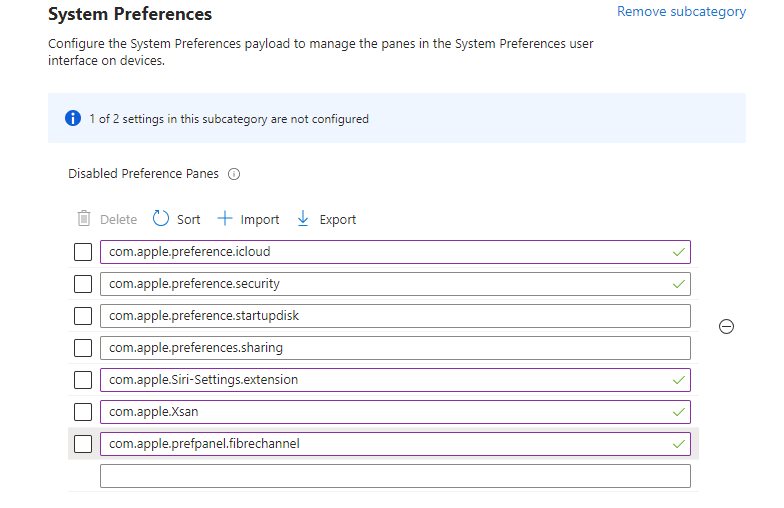 System Preferences
Remove subcategory
Configure the System Preferences payload to manage the panes in the System Preferences user
interface on devices.
1 of 2 settings in this subcategory are not configured
Disabled Preference Panes
Delete Sort Import Export
com.apple.preference.icloud
com.apple.preference.security
com.apple.preference.startupdisk
com.apple.preferences.sharing
com.apple.Siri-Settings.extension
com.apple.Xsan
com.apple.prefpanel.fibrechannel